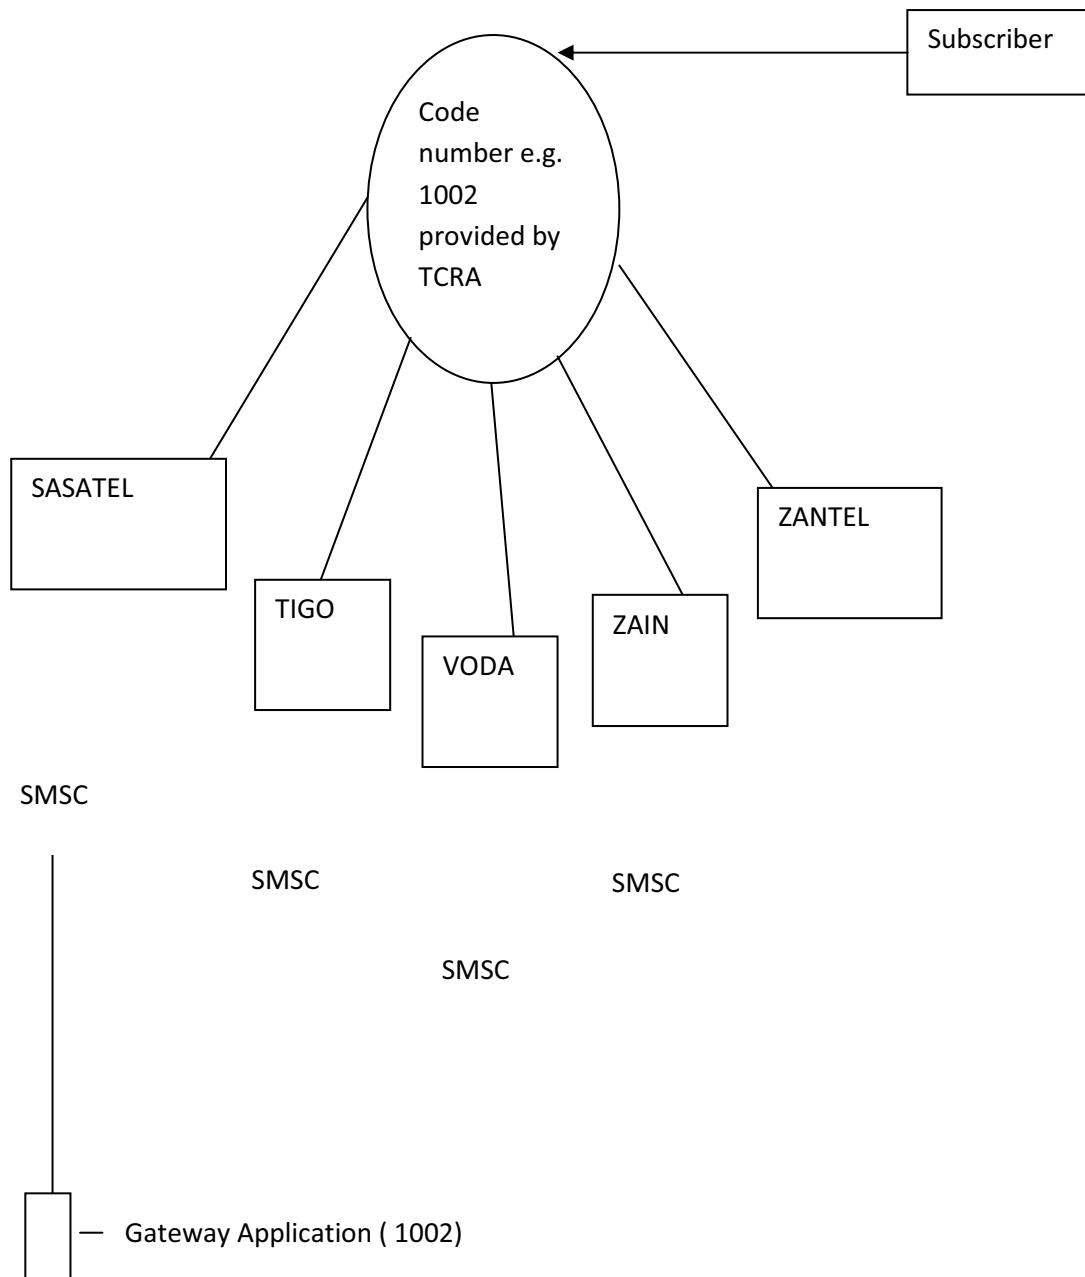 Subscriber
Code
number e.g.
1002
provided by
TCRA
SASATEL
ZANTEL
TIGO
ZAIN
VODA
SMSC
SMSC
SMSC
SMSC
Gateway Application ( 1002)